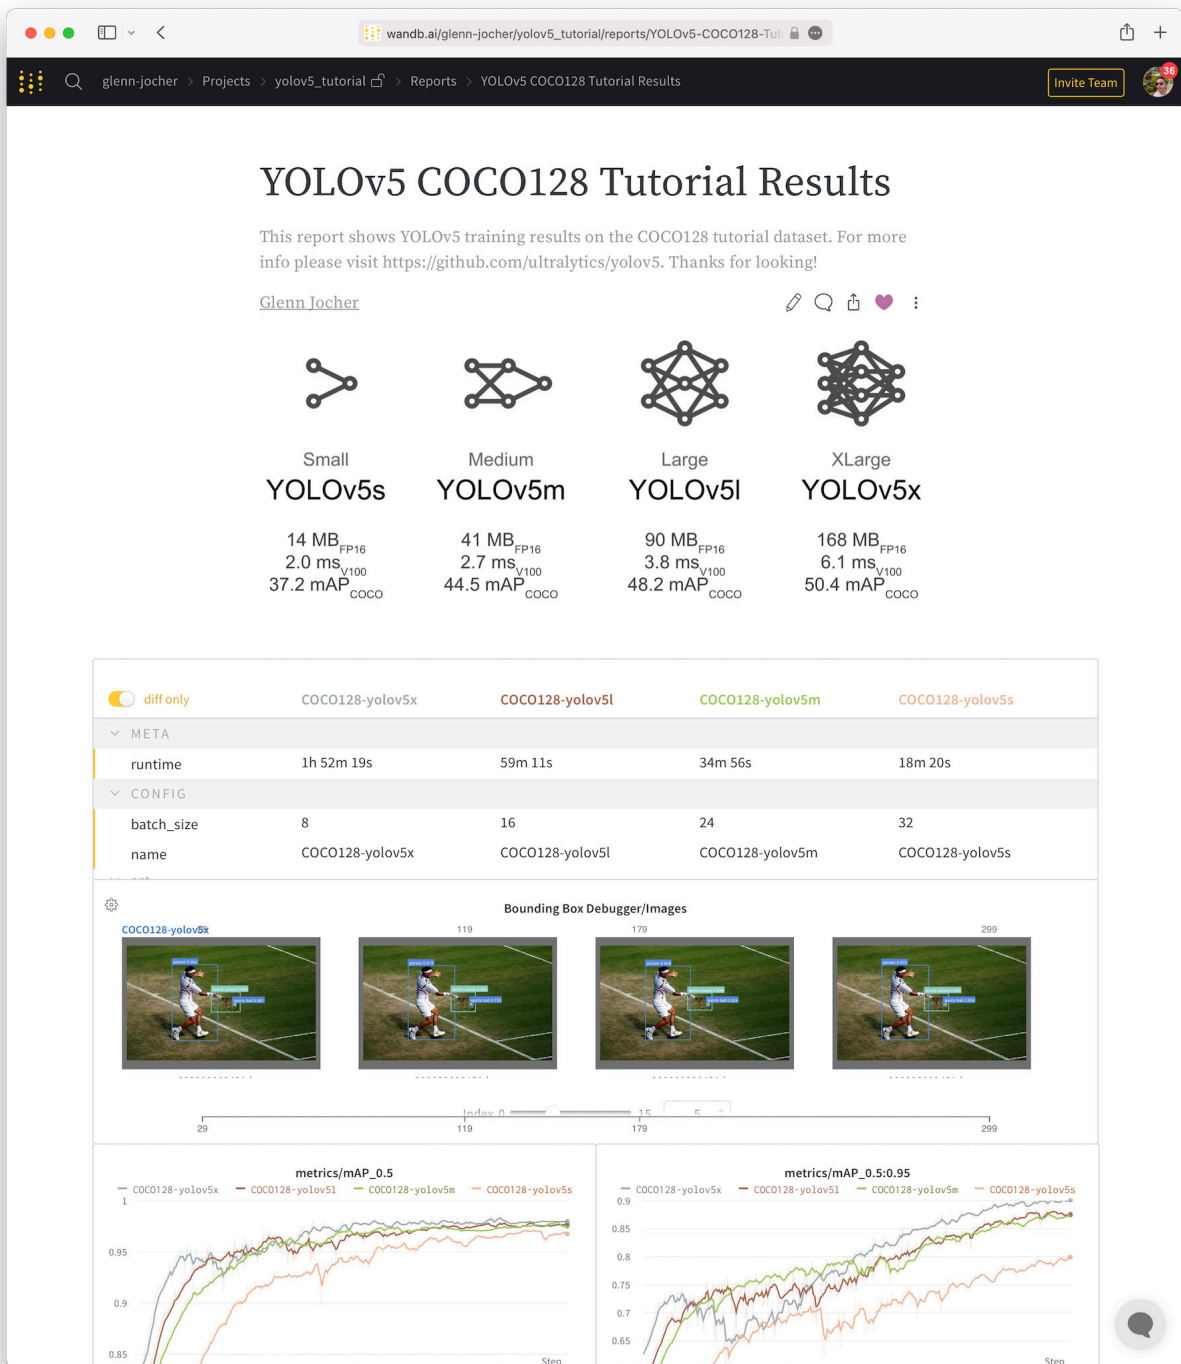 wandb.ai/glenn-jocher/yolov5_tutorial/reports/YOLOv5-COCO128-Tut
glenn-jocher > Projects > yolov5_tutorial > Reports > YOLOv5 COCO128 Tutorial Results
Invite Team
36
YOLOv5 COCO128 Tutorial Results
This report shows YOLOv5 training results on the COCO128 tutorial dataset. For more
info please visit https://github.com/ultralytics/yolov5. Thanks for looking!
Glenn Jocher
Small Medium Large XLarge
YOLOv5s YOLOv5m YOLOv5l YOLOv5x
14 MB FP16 41 MB FP16 90 MB FP16 168 MB FP16
2.0 ms V100 2.7 ms V100 3.8 ms V100 6.1 ms V100
37.2 mAP COCO 44.5 mAP COCO 48.2 mAP COCO 50.4 mAP COCO
diff only COCO128-yolov5x COCO128-yolov5l COCO128-yolov5m COCO128-yolov5s
META
runtime 1h 52m 19s 59m 11s 34m 56s 18m 20s
CONFIG
batch_size 8 16 24 32
name COCO128-yolov5x COCO128-yolov5l COCO128-yolov5m COCO128-yolov5s
Bounding Box Debugger/Images
COCO128-yolov5x 119 179 299
Index 0 15 5
29 119 179 299
metrics/mAP_0.5
COCO128-yolov5x COCO128-yolov5l COCO128-yolov5m COCO128-yolov5s
1
0.95
0.9
0.85
Step
metrics/mAP_0.5:0.95
COCO128-yolov5x COCO128-yolov5l COCO128-yolov5m COCO128-yolov5s
0.9
0.85
0.8
0.75
0.7
0.65
Step